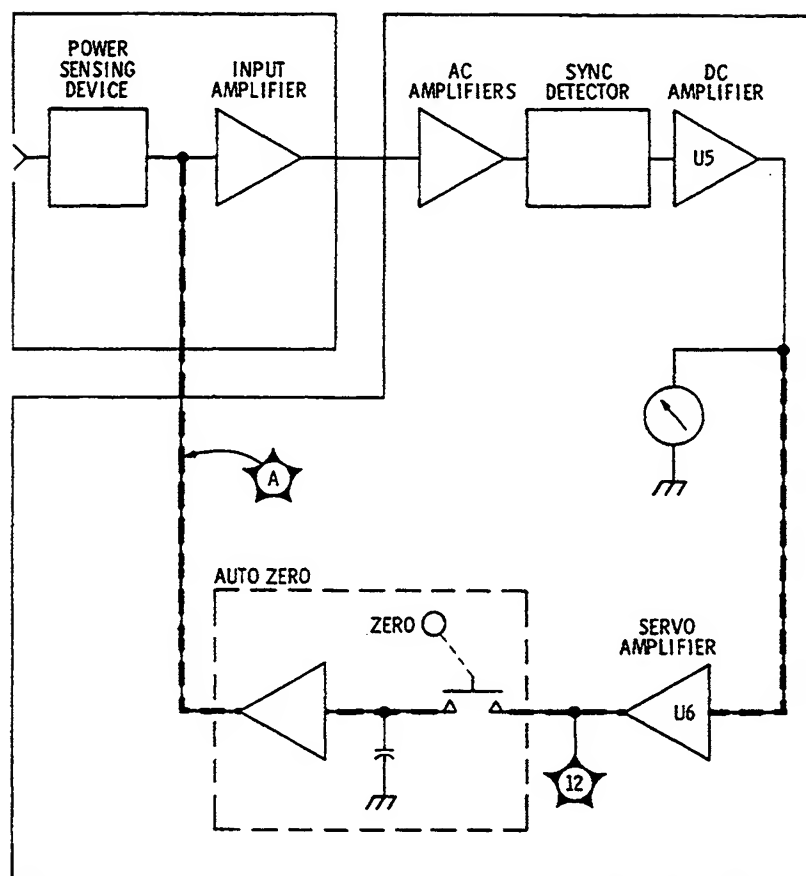 POWER
SENSING
DEVICE
INPUT
AMPLIFIER
AC
AMPLIFIERS
SYNC
DETECTOR
DC
AMPLIFIER
U5
A
AUTO ZERO
ZERO
SERVO
AMPLIFIER
U6
12